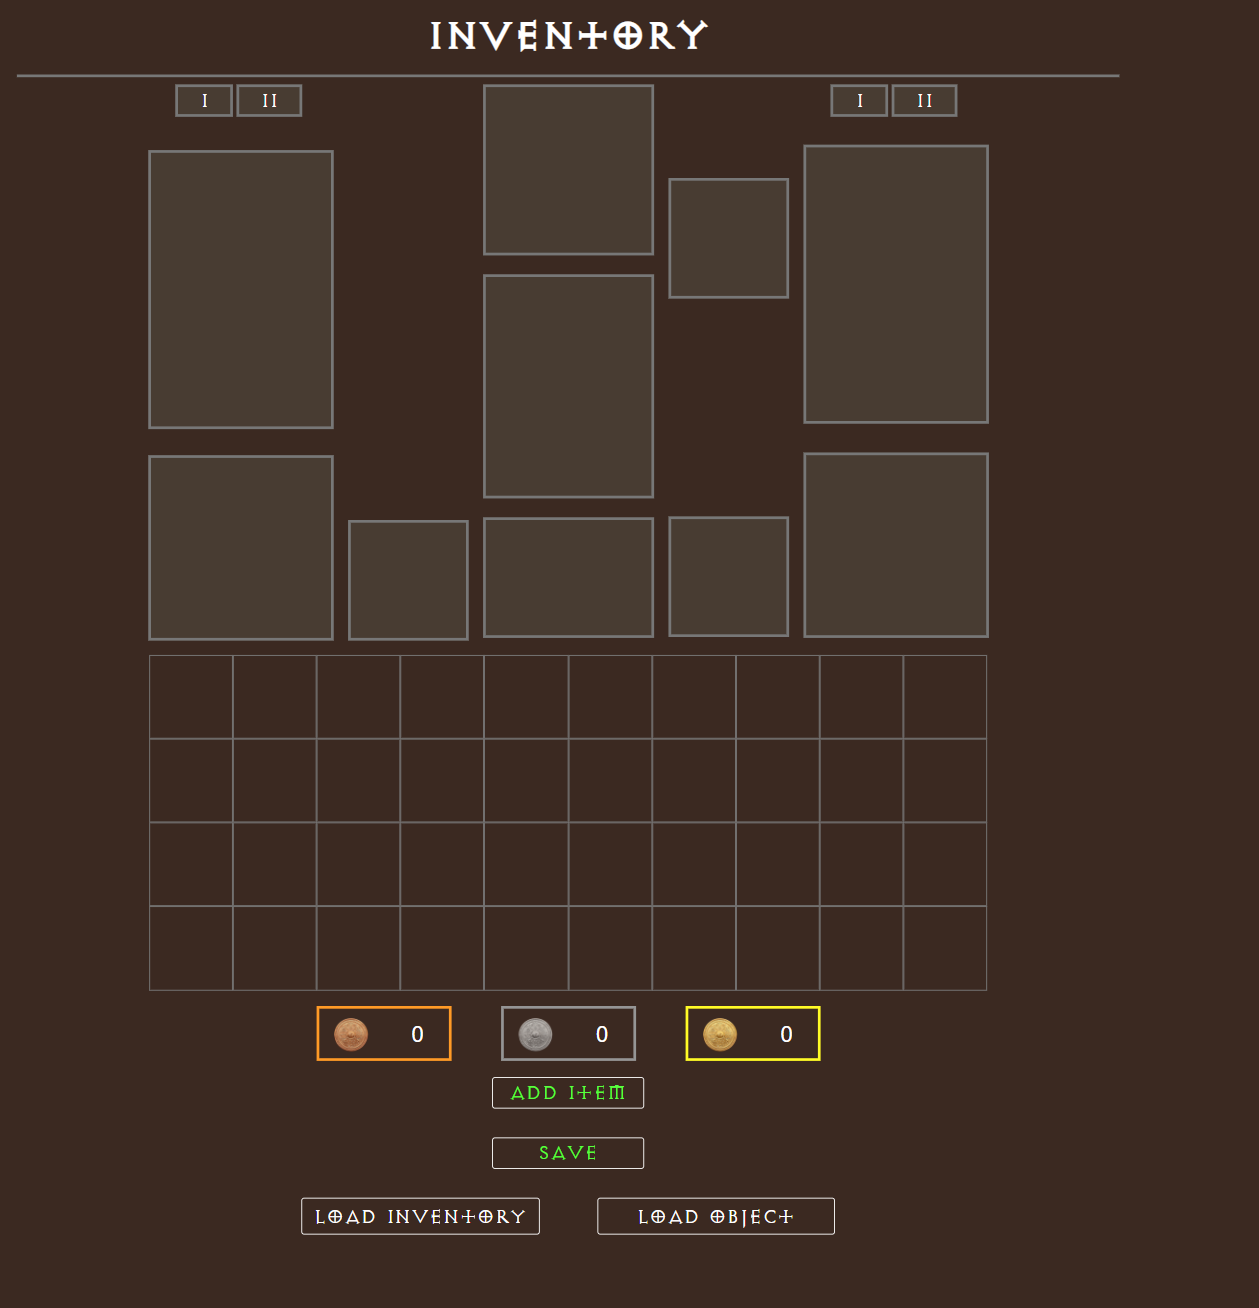 INVENTORY
I II I II
0 0 0
ADD ITEM
SAVE
LOAD INVENTORY LOAD OBJECT